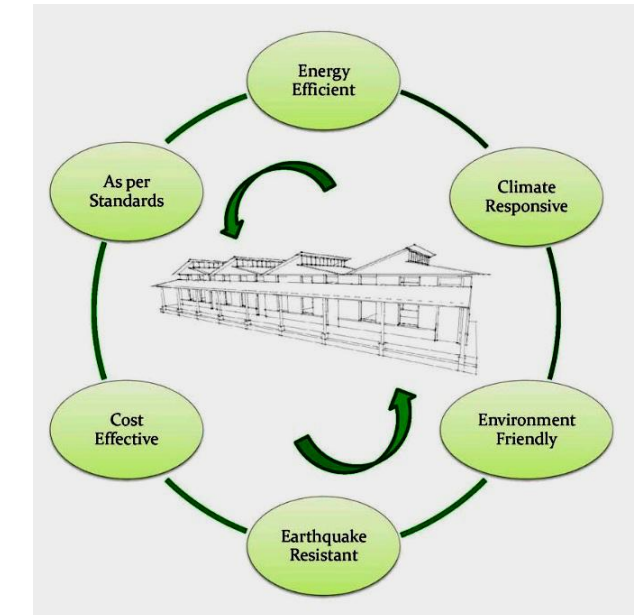 Energy
Efficient
Climate
Responsive
Environment
Friendly
Earthquake
Resistant
Cost
Effective
As per
Standards